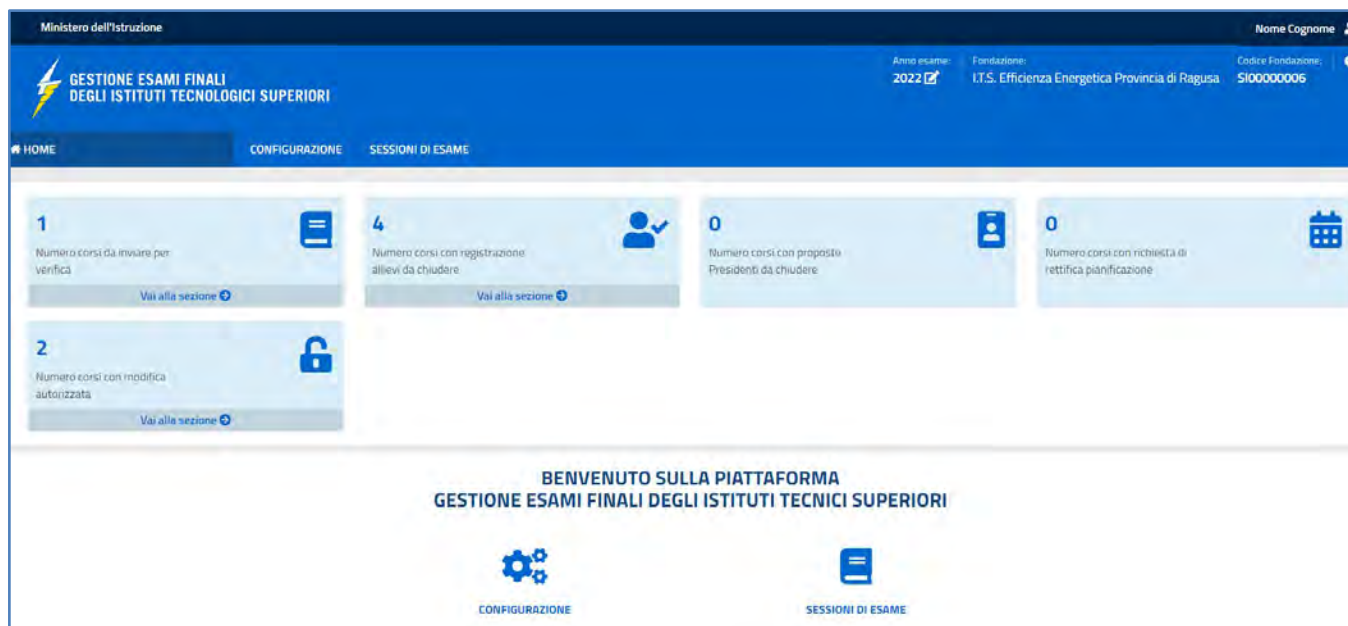 Ministero dell'Istruzione
Nome Cognome
GESTIONE ESAMI FINALI
DEGLI ISTITUTI TECNOLOGICI SUPERIORI
Anno esame:
2022
Fondazione:
I.T.S. Efficienza Energetica Provincia di Ragusa
Codice Fondazione:
SI00000006
HOME
CONFIGURAZIONE
SESSIONI DI ESAME
1
Numero corsi da inviare per
verifica
Vai alla sezione
4
Numero corsi con registrazione
allievi da chiudere
Vai alla sezione
0
Numero corsi con proposte
Presidenti da chiudere
0
Numero corsi con richiesta di
rettifica pianificazione
2
Numero corsi con modifica
autorizzata
Vai alla sezione
BENVENUTO SULLA PIATTAFORMA
GESTIONE ESAMI FINALI DEGLI ISTITUTI TECNICI SUPERIORI
CONFIGURAZIONE
SESSIONI DI ESAME